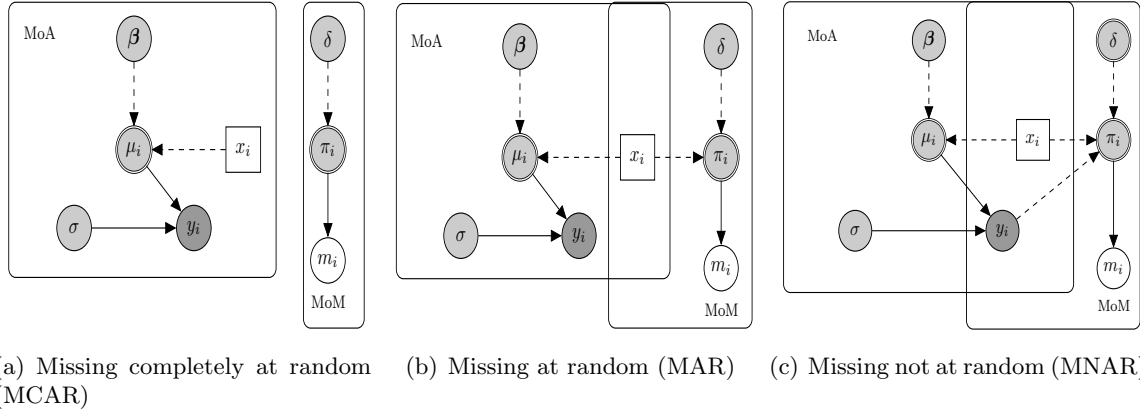 MoA
β
δ
μi
xi
πi
σ
yi
mi
MoM
MoA
β
δ
μi
xi
πi
σ
yi
mi
MoM
MoA
β
δ
μi
xi
πi
σ
yi
mi
MoM
a) Missing completely at random
MCAR)
(b) Missing at random (MAR)
(c) Missing not at random (MNAR)